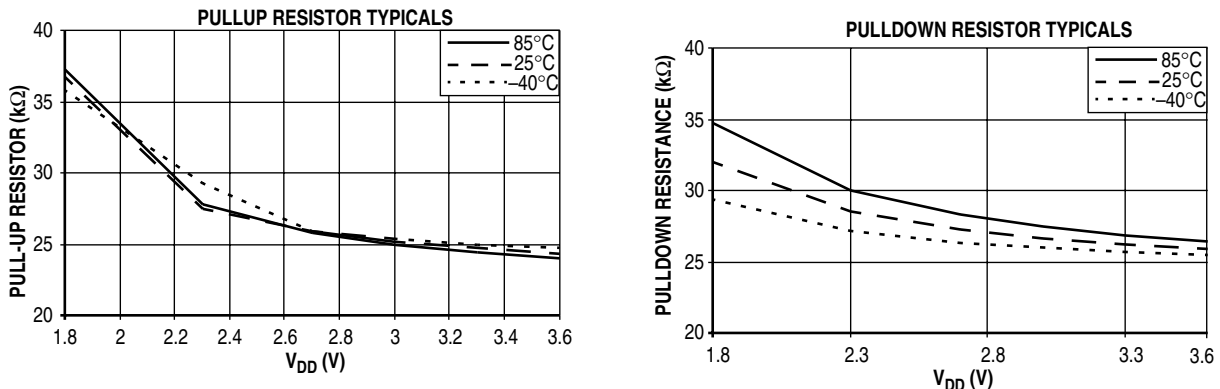 PULLUP RESISTOR TYPICALS
PULL-UP RESISTOR (kΩ)
40
35
30
25
20
85°C
25°C
–40°C
1.8 2 2.2 2.4 2.6 2.8 3 3.2 3.4 3.6
VDD (V)
PULLDOWN RESISTOR TYPICALS
PULLDOWN RESISTANCE (kΩ)
40
35
30
25
20
85°C
25°C
–40°C
1.8 2.3 2.8 3.3 3.6
VDD (V)